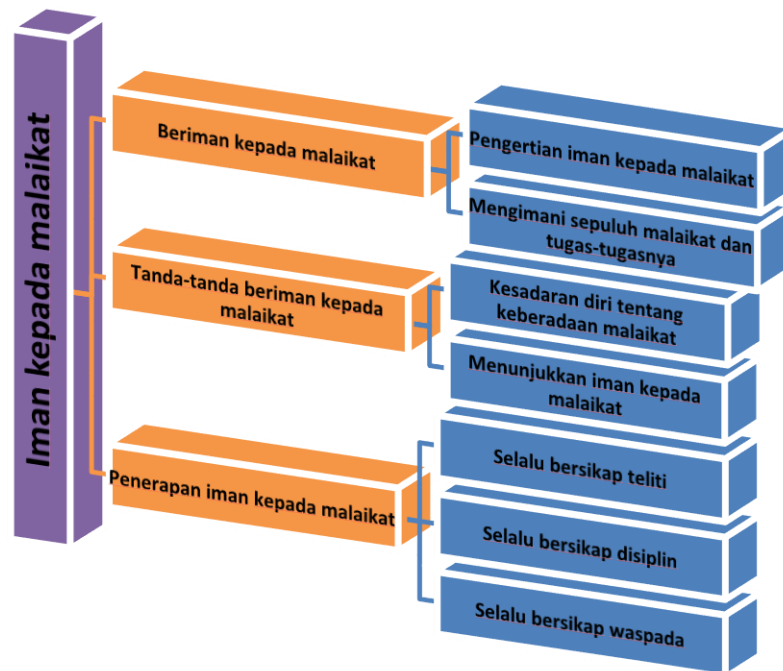 Iman kepada malaikat
Beriman kepada malaikat
Pengertian iman kepada malaikat
Mengimani sepuluh malaikat dan
tugas-tugasnya
Tanda-tanda beriman kepada
malaikat
Kesadaran diri tentang
keberadaan malaikat
Menunjukkan iman kepada
malaikat
Penerapan iman kepada malaikat
Selalu bersikap teliti
Selalu bersikap disiplin
Selalu bersikap waspada